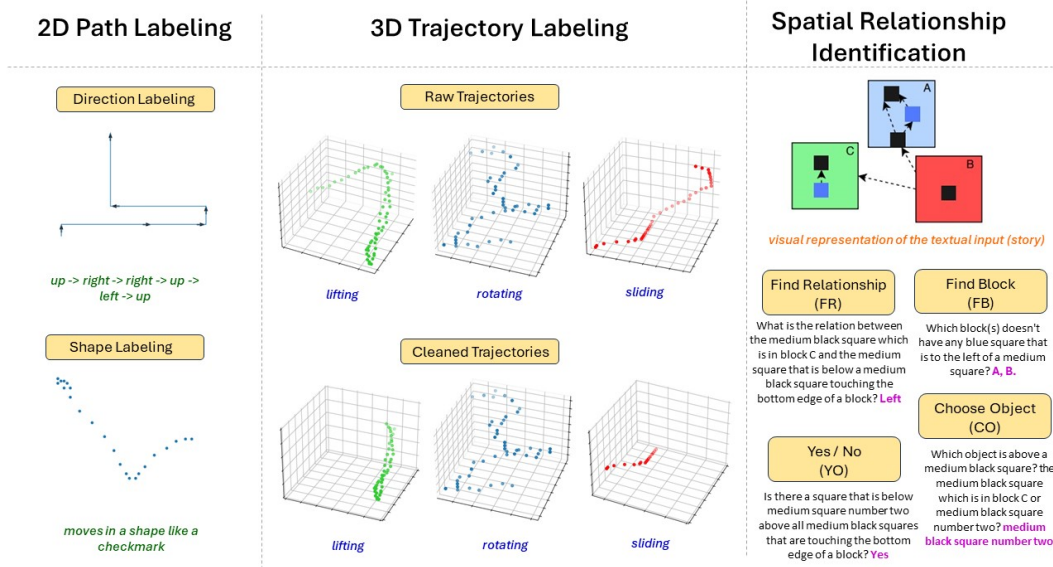 2D Path Labeling
3D Trajectory Labeling
Spatial Relationship
Identification
Direction Labeling
up -> right -> right -> up ->
left -> up
Shape Labeling
moves in a shape like a
checkmark
Raw Trajectories
lifting
rotating
sliding
Cleaned Trajectories
lifting
rotating
sliding
A
C
B
visual representation of the textual input (story)
Find Relationship
(FR)
What is the relation between
the medium black square which
is in block C and the medium
square that is below a medium
black square touching the
bottom edge of a block? Left
Find Block
(FB)
Which block(s) doesn't
have any blue square that
is to the left of a medium
square? A, B.
Yes / No
(YO)
Is there a square that is below
medium square number two
above all medium black squares
that are touching the bottom
edge of a block? Yes
Choose Object
(CO)
Which object is above a
medium black square? the
medium black square
which is in block C or
medium black square
number two? medium
black square number two